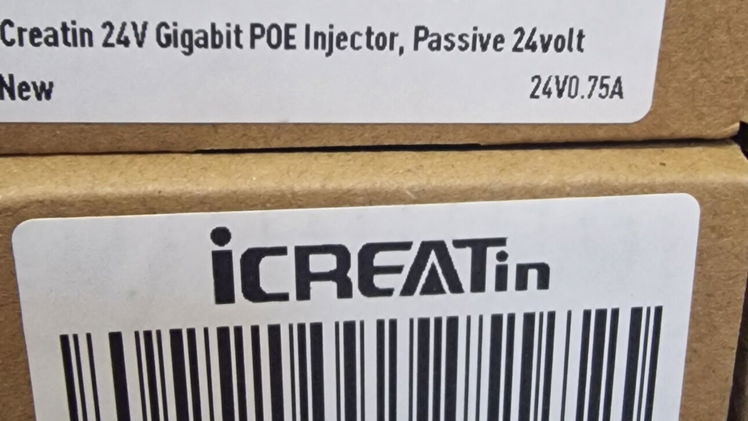 Creatin 24V Gigabit POE Injector, Passive 24volt
New
24V0.75A
iCREATin